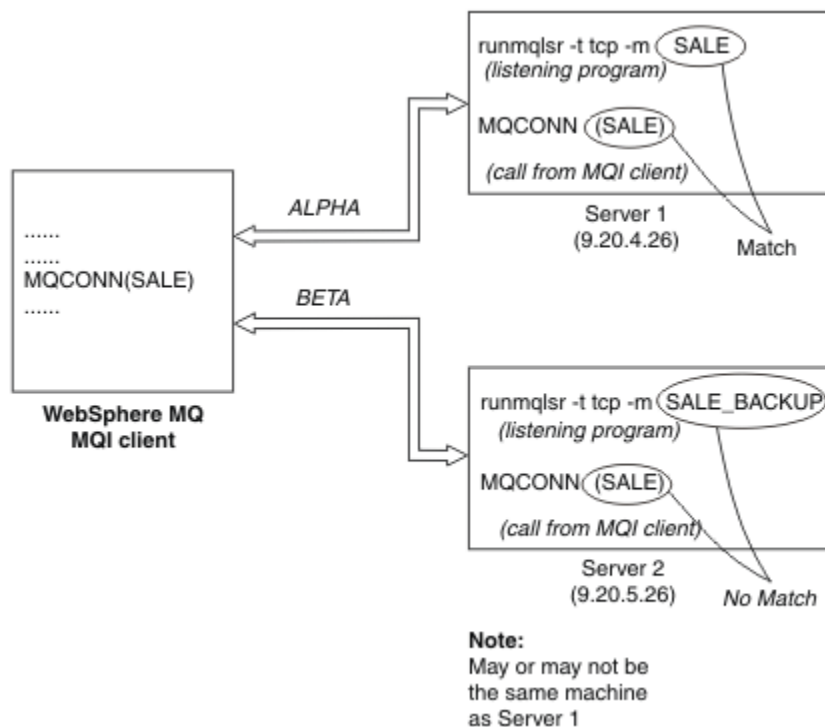 runmqlsr -t tcp -m SALE
(listening program)
MQCONN (SALE)
(call from MQI client)
Server 1
(9.20.4.26)
Match
ALPHA
......
......
MQCONN(SALE)
......
BETA
WebSphere MQ
MQI client
runmqlsr -t tcp -m SALE_BACKUP
(listening program)
MQCONN (SALE)
(call from MQI client)
Server 2
(9.20.5.26)
No Match
Note:
May or may not be
the same machine
as Server 1